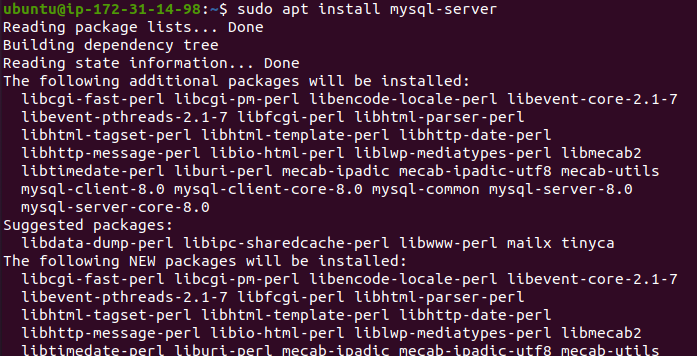 ubuntu@ip-172-31-14-98:~$ sudo apt install mysql-server
Reading package lists... Done
Building dependency tree
Reading state information... Done
The following additional packages will be installed:
  libcgi-fast-perl libcgi-pm-perl libencode-locale-perl libevent-core-2.1-7
  libevent-pthreads-2.1-7 libfcgi-perl libhtml-parser-perl
  libhtml-tagset-perl libhtml-template-perl libhttp-date-perl
  libhttp-message-perl libio-html-perl liblwp-mediatypes-perl libmecab2
  libtimedate-perl liburi-perl mecab-ipadic mecab-ipadic-utf8 mecab-utils
  mysql-client-8.0 mysql-client-core-8.0 mysql-common mysql-server-8.0
  mysql-server-core-8.0
Suggested packages:
  libdata-dump-perl libipc-sharedcache-perl libwww-perl mailx tinyca
The following NEW packages will be installed:
  libcgi-fast-perl libcgi-pm-perl libencode-locale-perl libevent-core-2.1-7
  libevent-pthreads-2.1-7 libfcgi-perl libhtml-parser-perl
  libhtml-tagset-perl libhtml-template-perl libhttp-date-perl
  libhttp-message-perl libio-html-perl liblwp-mediatypes-perl libmecab2
  libtimedate-perl liburi-perl mecab-ipadic mecab-ipadic-utf8 mecab-utils